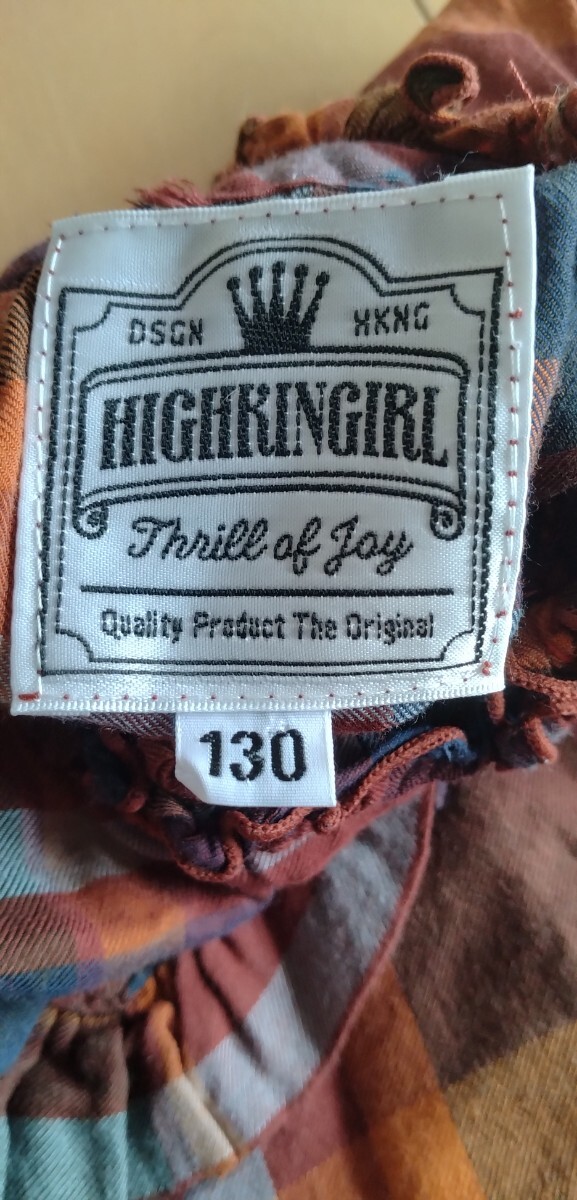 DSGN HKNG
HIGHKINGIRL
Thrill of Joy
Quality Product The Original
130